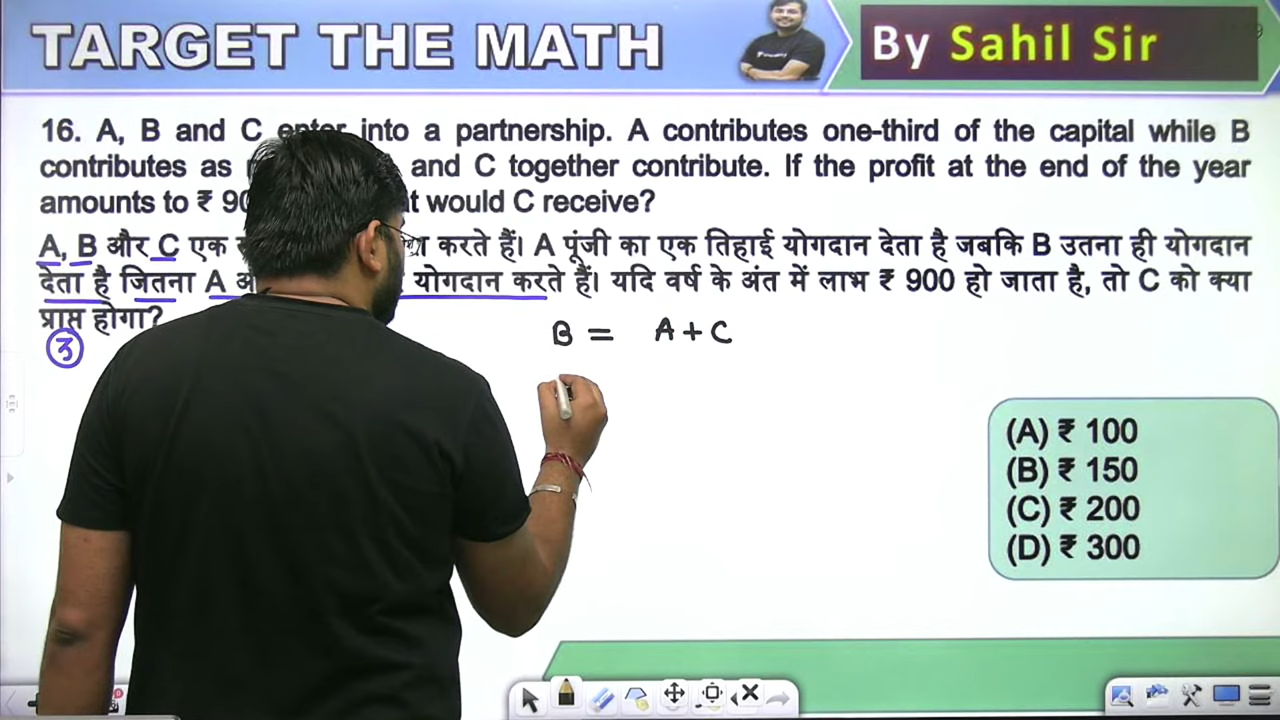 TARGET THE MATH
By Sahil Sir
16. A, B and C enter into a partnership. A contributes one-third of the capital while B
contributes as and C together contribute. If the profit at the end of the year
amounts to ₹ 90 would C receive?
A, B और C एक करते हैं। A पूंजी का एक तिहाई योगदान देता है जबकि B उतना ही योगदान
देता है जितना A योगदान करते हैं। यदि वर्ष के अंत में लाभ ₹ 900 हो जाता है, तो C को क्या
प्राप्त होगा?
3
B = A + C
(A) ₹ 100
(B) ₹ 150
(C) ₹ 200
(D) ₹ 300